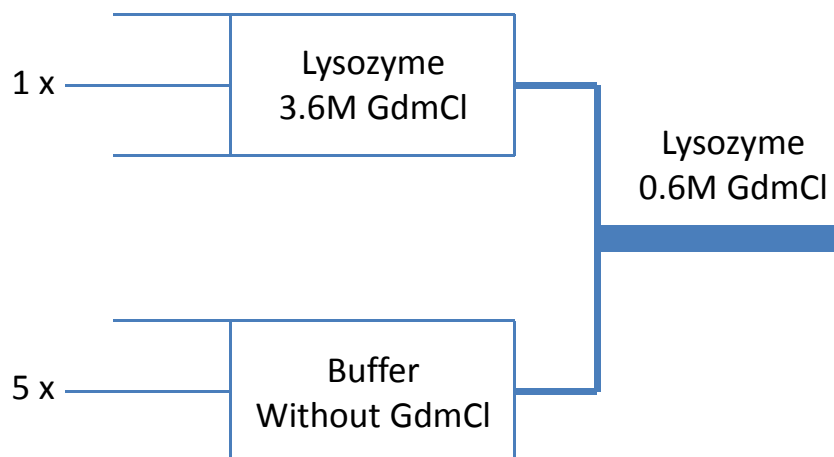 1 x
Lysozyme
3.6M GdmCl
Lysozyme
0.6M GdmCl
5 x
Buffer
Without GdmCl